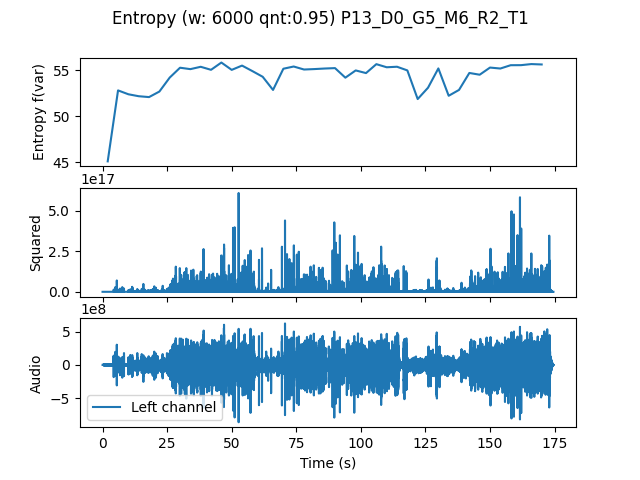 Entropy (w: 6000 qnt:0.95) P13_D0_G5_M6_R2_T1
55
50
45
Entropy f(var)
1e17
5.0
2.5
0.0
Squared
1e8
5
0
−5
Audio
Left channel
0 25 50 75 100 125 150 175
Time (s)